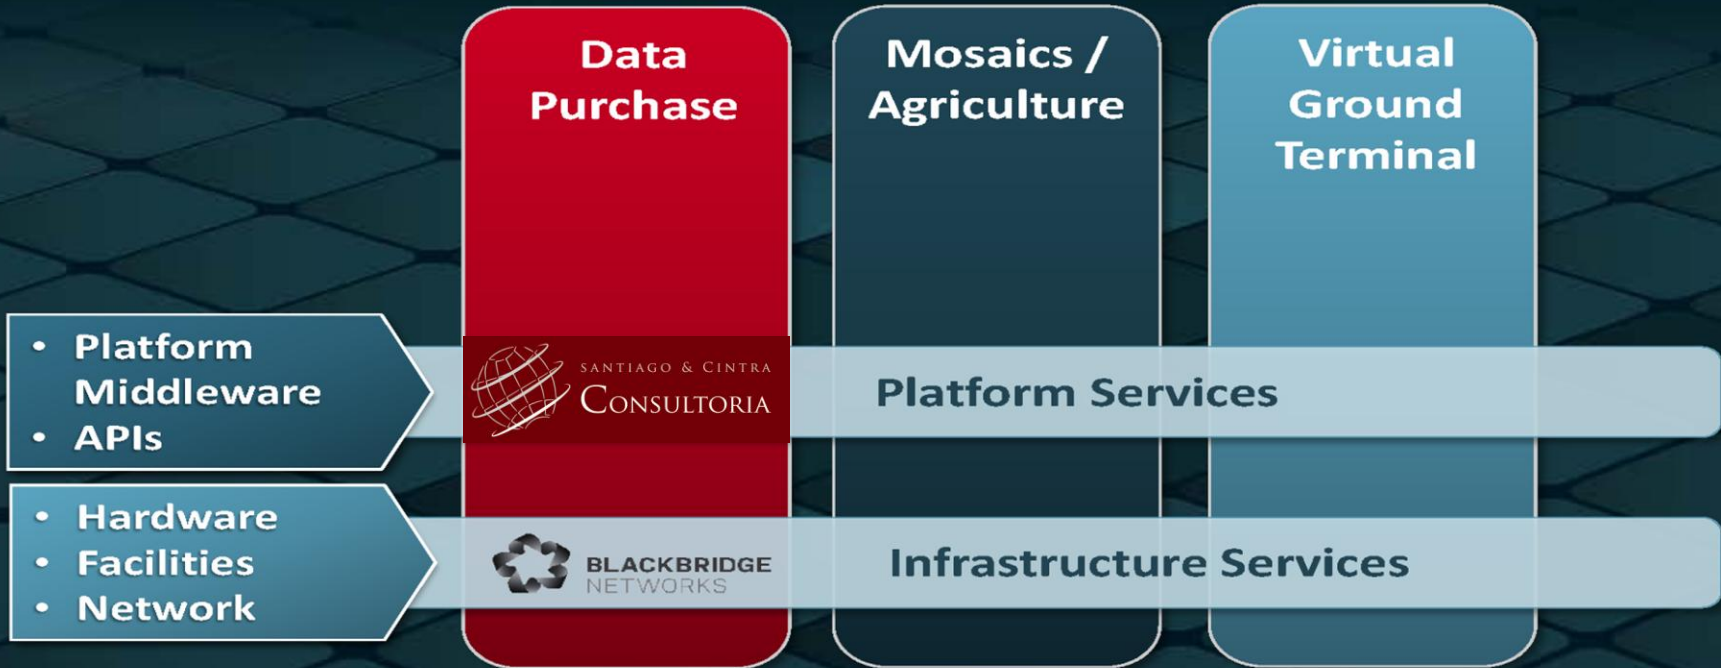 Data
Purchase
Mosaics /
Agriculture
Virtual
Ground
Terminal
• Platform
Middleware
• APIs
SANTIAGO & CINTRA
CONSULTORIA
Platform Services
• Hardware
• Facilities
• Network
BLACKBRIDGE
NETWORKS
Infrastructure Services